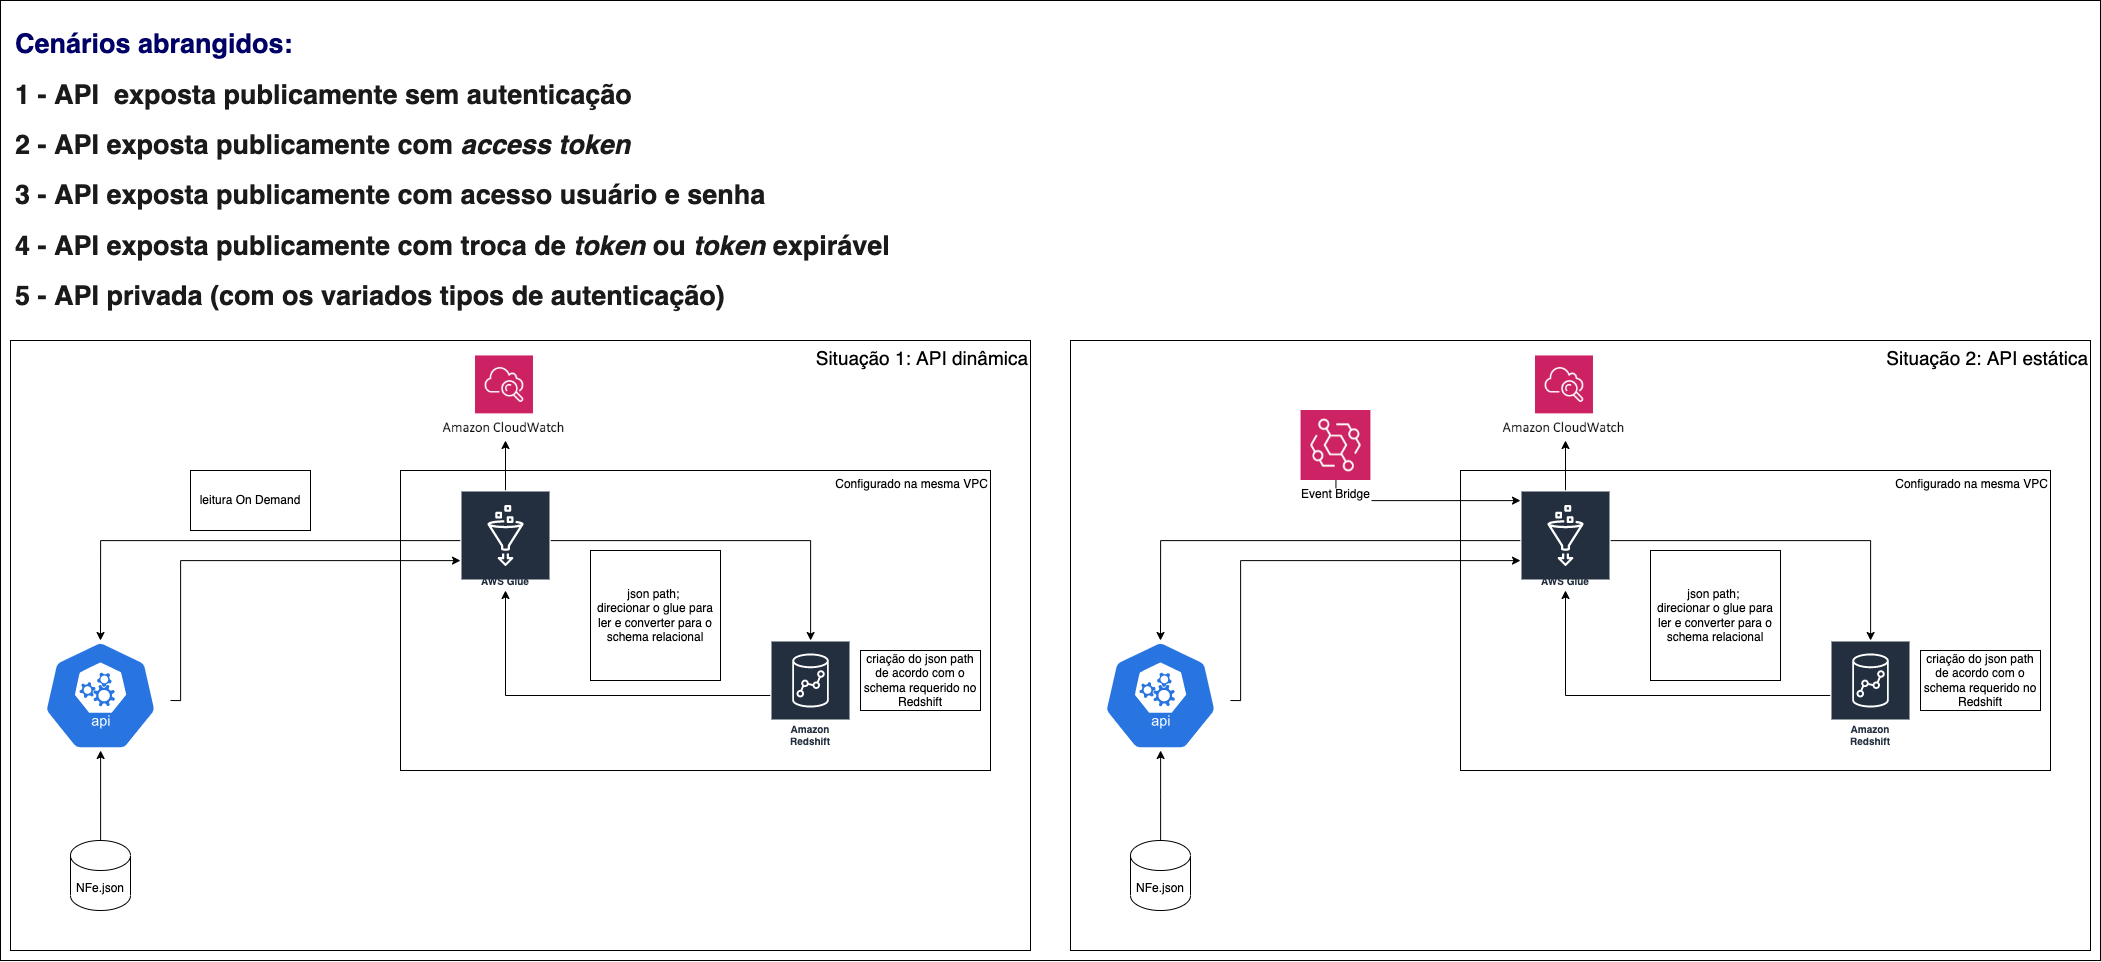 Cenários abrangidos:
1 - API  exposta publicamente sem autenticação
2 - API exposta publicamente com access token
3 - API exposta publicamente com acesso usuário e senha
4 - API exposta publicamente com troca de token ou token expirável
5 - API privada (com os variados tipos de autenticação)
Situação 1: API dinâmica
Amazon CloudWatch
leitura On Demand
Configurado na mesma VPC
AWS Glue
json path;
direcionar o glue para
ler e converter para o
schema relacional
criação do json path
de acordo com o
schema requerido no
Redshift
api
Amazon
Redshift
NFe.json
Situação 2: API estática
Amazon CloudWatch
Event Bridge
Configurado na mesma VPC
AWS Glue
json path;
direcionar o glue para
ler e converter para o
schema relacional
criação do json path
de acordo com o
schema requerido no
Redshift
api
Amazon
Redshift
NFe.json